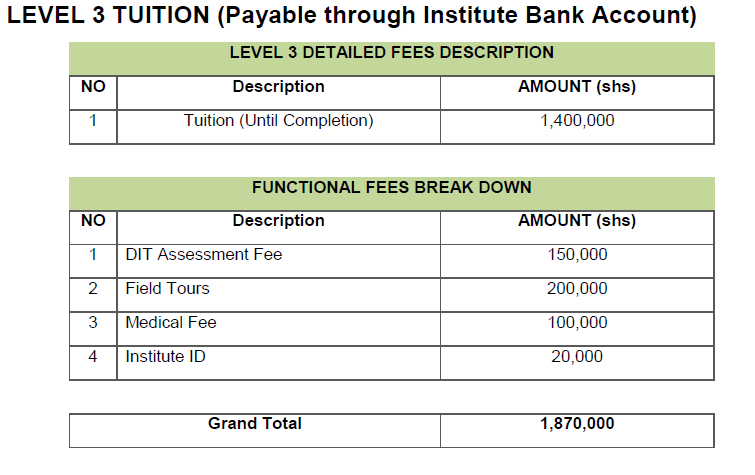 LEVEL 3 TUITION (Payable through Institute Bank Account)
LEVEL 3 DETAILED FEES DESCRIPTION
NO Description AMOUNT (shs)
1 Tuition (Until Completion) 1,400,000
FUNCTIONAL FEES BREAK DOWN
NO Description AMOUNT (shs)
1 DIT Assessment Fee 150,000
2 Field Tours 200,000
3 Medical Fee 100,000
4 Institute ID 20,000
Grand Total 1,870,000